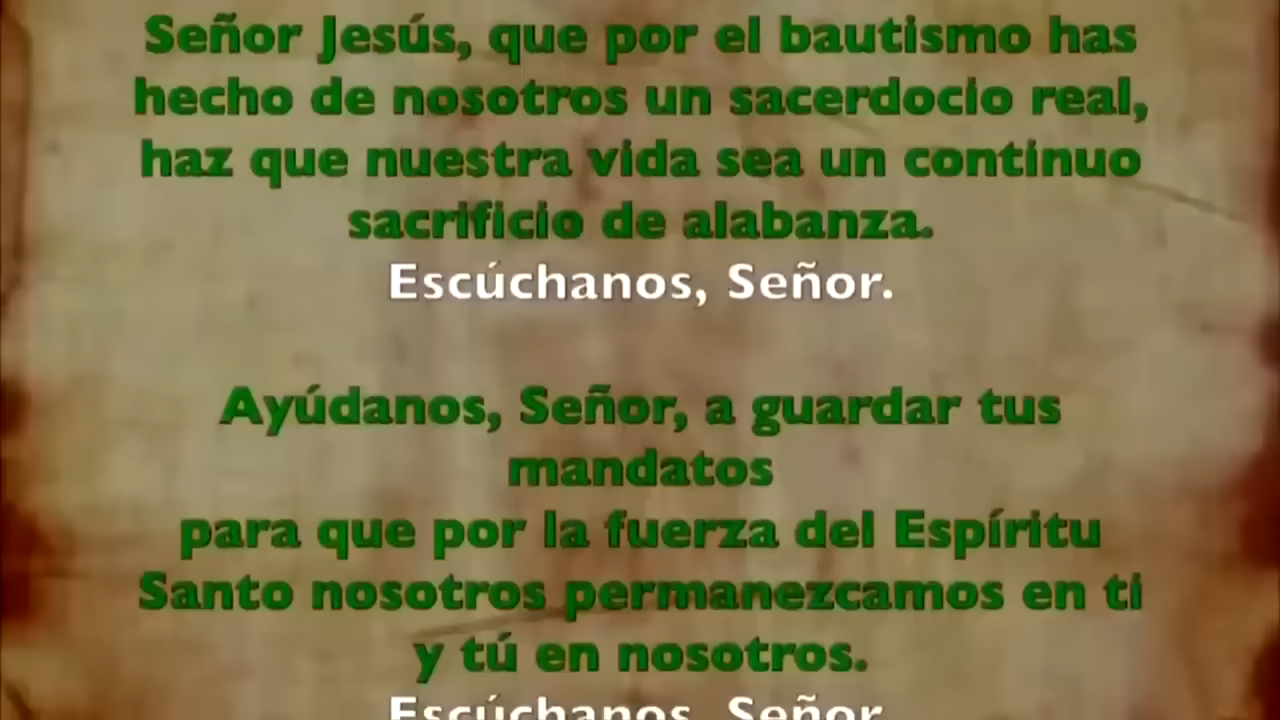 Señor Jesús, que por el bautismo has
hecho de nosotros un sacerdocio real,
haz que nuestra vida sea un continuo
sacrificio de alabanza.
Escúchanos, Señor.
Ayúdanos, Señor, a guardar tus
mandatos
para que por la fuerza del Espíritu
Santo nosotros permanezcamos en ti
y tú en nosotros.
Escúchanos, Señor.